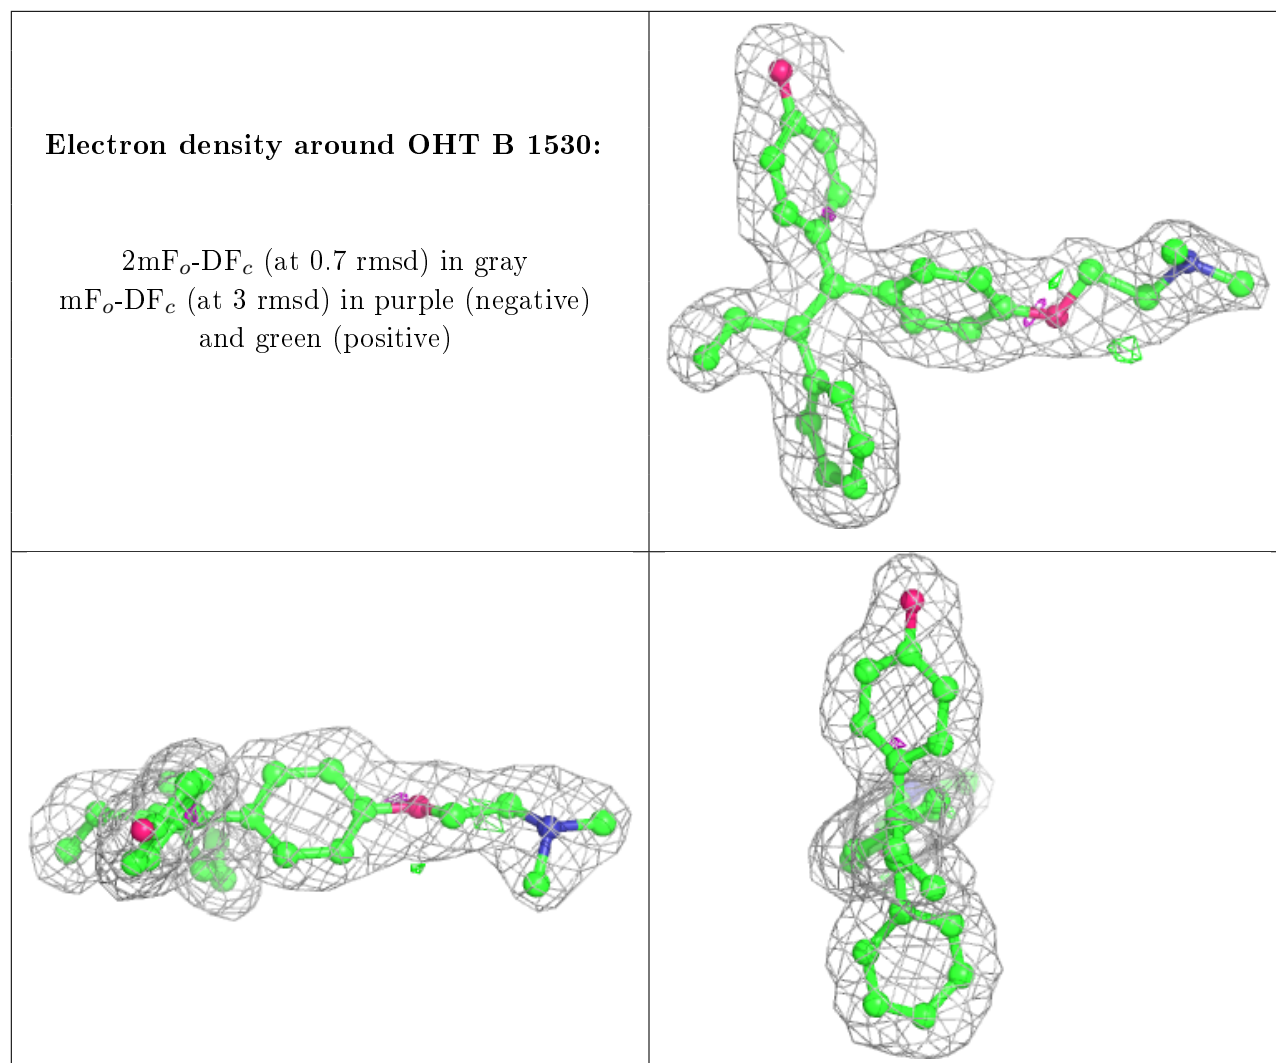 Electron density around OHT B 1530:
2mFo-DFc (at 0.7 rmsd) in gray
mFo-DFc (at 3 rmsd) in purple (negative)
and green (positive)